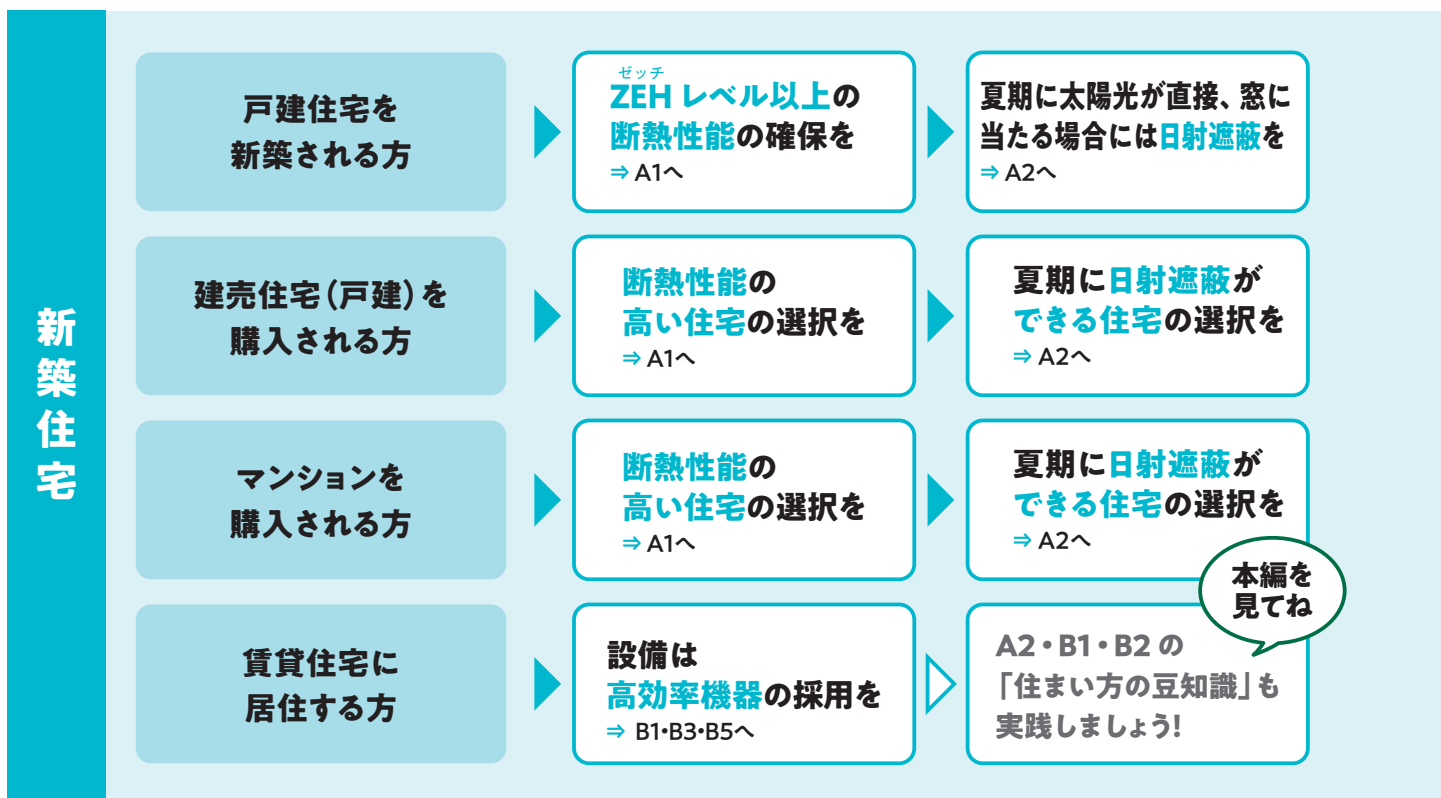 新築住宅
戸建住宅を
新築される方
ゼッチ
ZEH レベル以上の
断熱性能の確保を
⇒ A1へ
夏期に太陽光が直接、窓に
当たる場合には日射遮蔽を
⇒ A2へ
建売住宅(戸建)を
購入される方
断熱性能の
高い住宅の選択を
⇒ A1へ
夏期に日射遮蔽が
できる住宅の選択を
⇒ A2へ
マンションを
購入される方
断熱性能の
高い住宅の選択を
⇒ A1へ
夏期に日射遮蔽が
できる住宅の選択を
⇒ A2へ
賃貸住宅に
居住する方
設備は
高効率機器の採用を
⇒ B1・B3・B5へ
本編を
見てね
A2・B1・B2 の
「住まい方の豆知識」も
実践しましょう!